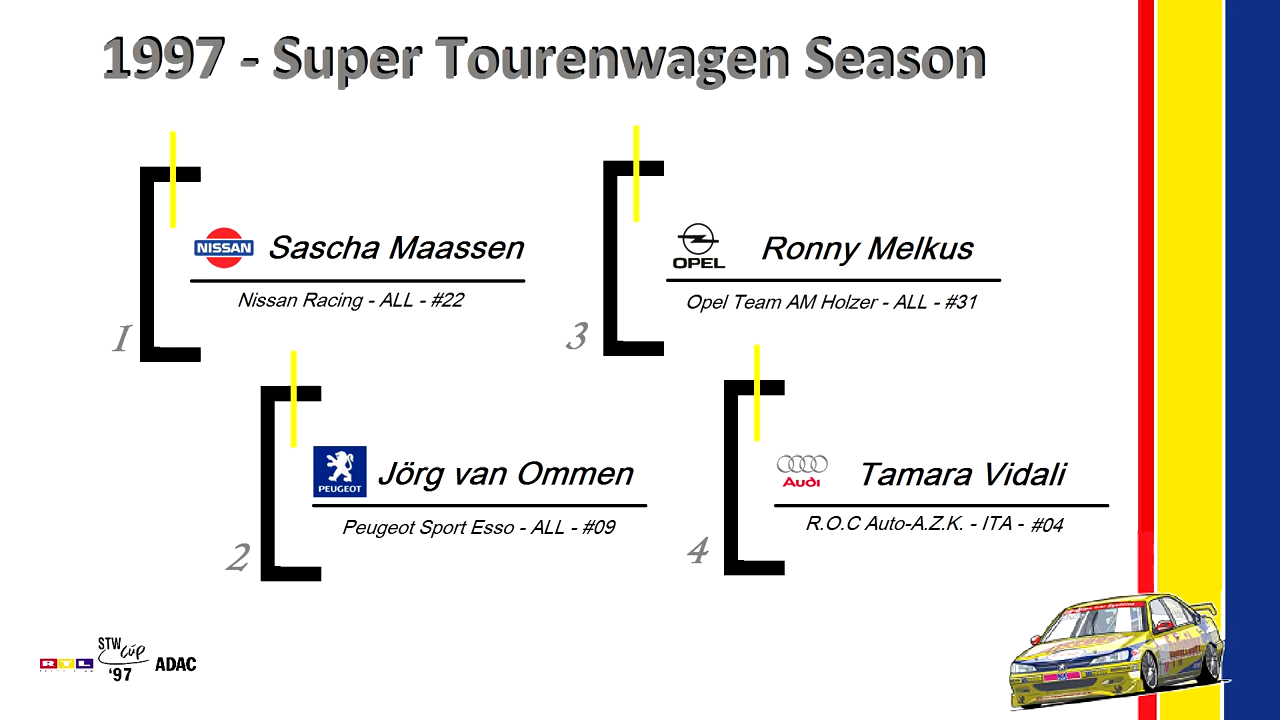 1997 - Super Tourenwagen Season
1
NISSAN
Sascha Maassen
Nissan Racing - ALL - #22
3
OPEL
Ronny Melkus
Opel Team AM Holzer - ALL - #31
2
PEUGEOT
Jörg van Ommen
Peugeot Sport Esso - ALL - #09
4
Audi
Tamara Vidali
R.O.C Auto-A.Z.K. - ITA - #04
RTL
STW
Cup
'97
ADAC